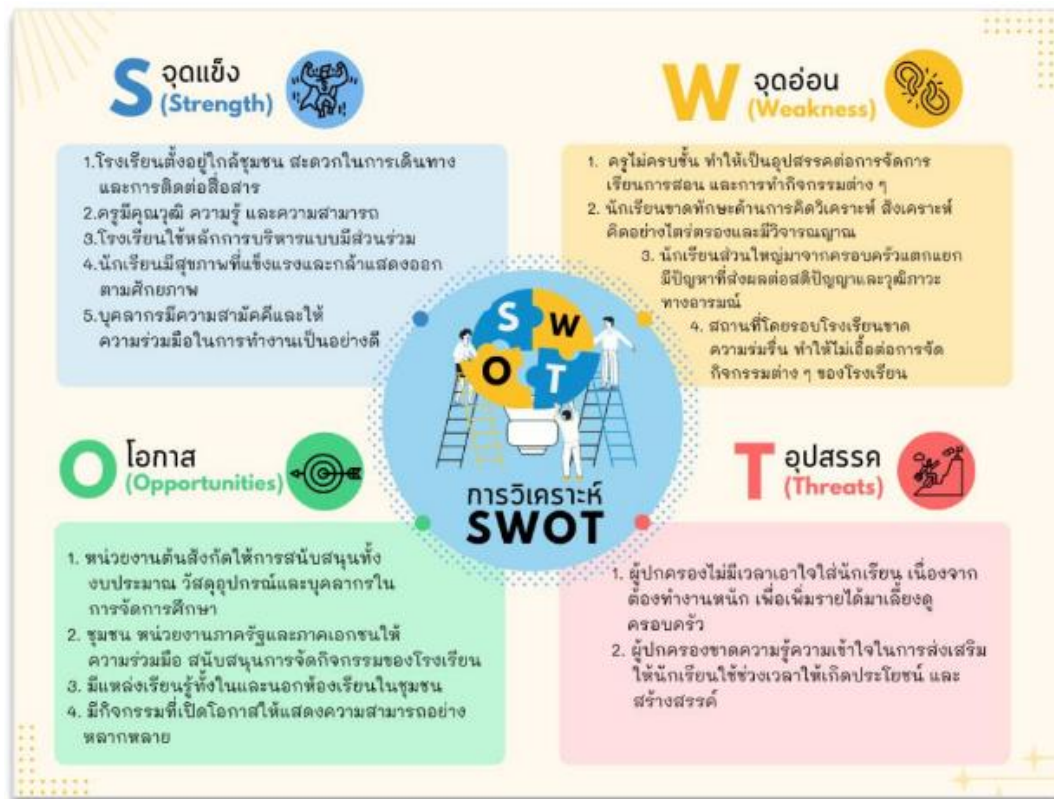 S จุดแข็ง
(Strength)
1.โรงเรียนตั้งอยู่ใกล้ชุมชน สะดวกในการเดินทาง
และการติดต่อสื่อสาร
2.ครูมีคุณวุฒิ ความรู้ และความสามารถ
3.โรงเรียนใช้หลักการบริหารแบบมีส่วนร่วม
4.นักเรียนมีสุขภาพที่แข็งแรงและกล้าแสดงออก
ตามศักยภาพ
5.บุคลากรมีความสามัคคีและให้
ความร่วมมือในการทำงานเป็นอย่างดี
W จุดอ่อน
(Weakness)
1. ครูไม่ครบชั้น ทำให้เป็นอุปสรรคต่อการจัดการ
เรียนการสอน และการทำกิจกรรมต่าง ๆ
2. นักเรียนขาดทักษะด้านการคิดวิเคราะห์ สังเคราะห์
คิดอย่างไตร่ตรองและมีวิจารณญาณ
3. นักเรียนส่วนใหญ่มาจากครอบครัวแตกแยก
มีปัญหาที่ส่งผลต่อสติปัญญาและวุฒิภาวะ
ทางอารมณ์
4. สถานที่โดยรอบโรงเรียนขาด
ความร่มรื่น ทำให้ไม่เอื้อต่อการจัด
กิจกรรมต่าง ๆ ของโรงเรียน
S W
O T
การวิเคราะห์
SWOT
O โอกาส
(Opportunities)
1. หน่วยงานต้นสังกัดให้การสนับสนุนทั้ง
งบประมาณ วัสดุอุปกรณ์และบุคลากรใน
การจัดการศึกษา
2. ชุมชน หน่วยงานภาครัฐและภาคเอกชนให้
ความร่วมมือ สนับสนุนการจัดกิจกรรมของโรงเรียน
3. มีแหล่งเรียนรู้ทั้งในและนอกห้องเรียนในชุมชน
4. มีกิจกรรมที่เปิดโอกาสให้แสดงความสามารถอย่าง
หลากหลาย
T อุปสรรค
(Threats)
1. ผู้ปกครองไม่มีเวลาเอาใจใส่นักเรียน เนื่องจาก
ต้องทำงานหนัก เพื่อเพิ่มรายได้มาเลี้ยงดู
ครอบครัว
2. ผู้ปกครองขาดความรู้ความเข้าใจในการส่งเสริม
ให้นักเรียนใช้ช่วงเวลาให้เกิดประโยชน์ และ
สร้างสรรค์